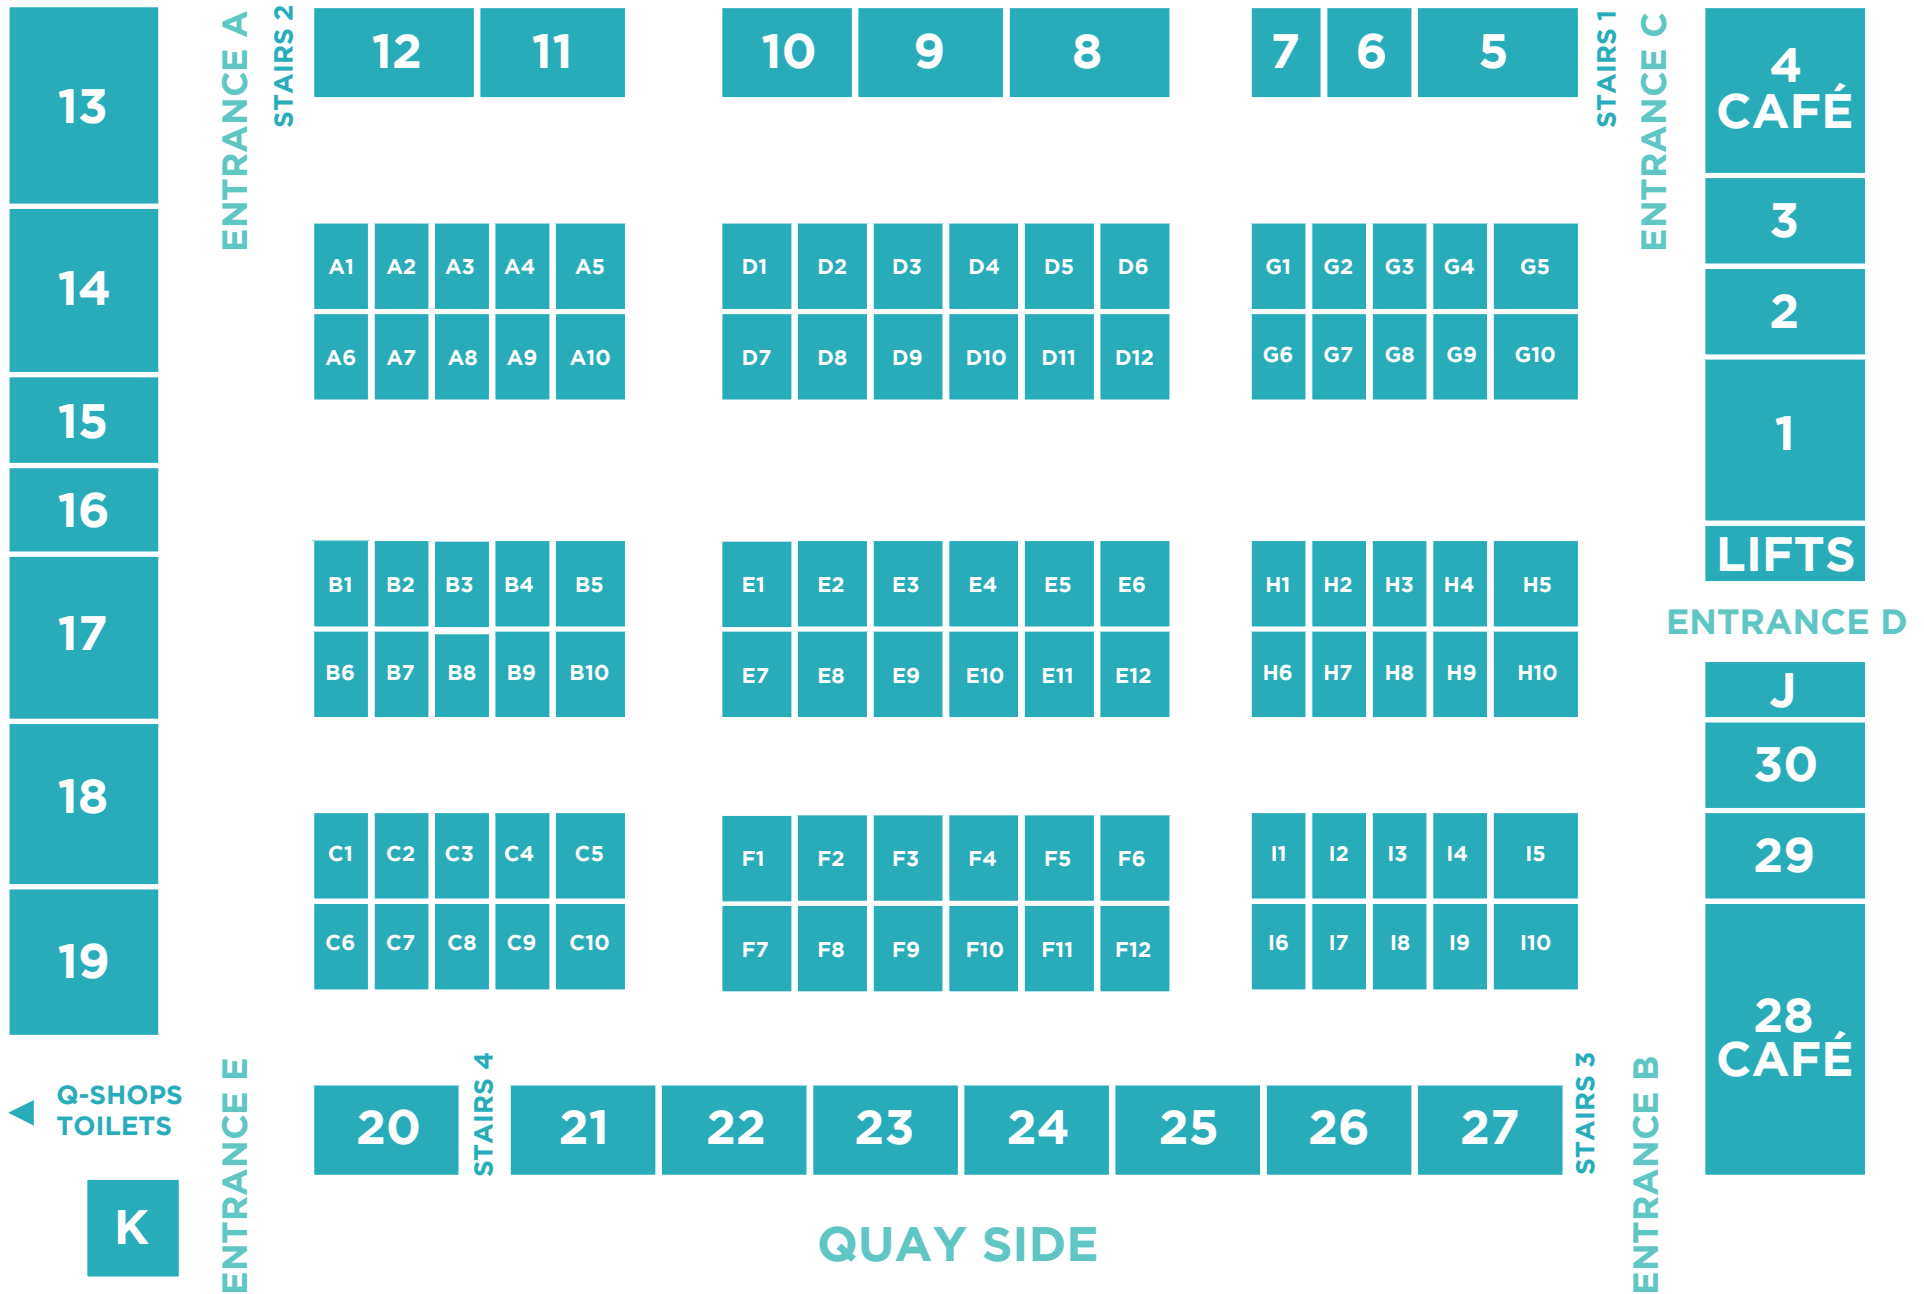 13
14
15
16
17
18
19
Q-SHOPS
TOILETS
K
ENTRANCE A
STAIRS 2
12 11
10 9 8
7 6 5
STAIRS 1
ENTRANCE C
A1 A2 A3 A4 A5
A6 A7 A8 A9 A10
D1 D2 D3 D4 D5 D6
D7 D8 D9 D10 D11 D12
G1 G2 G3 G4 G5
G6 G7 G8 G9 G10
B1 B2 B3 B4 B5
B6 B7 B8 B9 B10
E1 E2 E3 E4 E5 E6
E7 E8 E9 E10 E11 E12
H1 H2 H3 H4 H5
H6 H7 H8 H9 H10
C1 C2 C3 C4 C5
C6 C7 C8 C9 C10
F1 F2 F3 F4 F5 F6
F7 F8 F9 F10 F11 F12
I1 I2 I3 I4 I5
I6 I7 I8 I9 I10
ENTRANCE E
20
STAIRS 4
21 22 23 24 25 26 27
STAIRS 3
ENTRANCE B
QUAY SIDE
4
CAFÉ
3
2
1
LIFTS
ENTRANCE D
J
30
29
28
CAFÉ